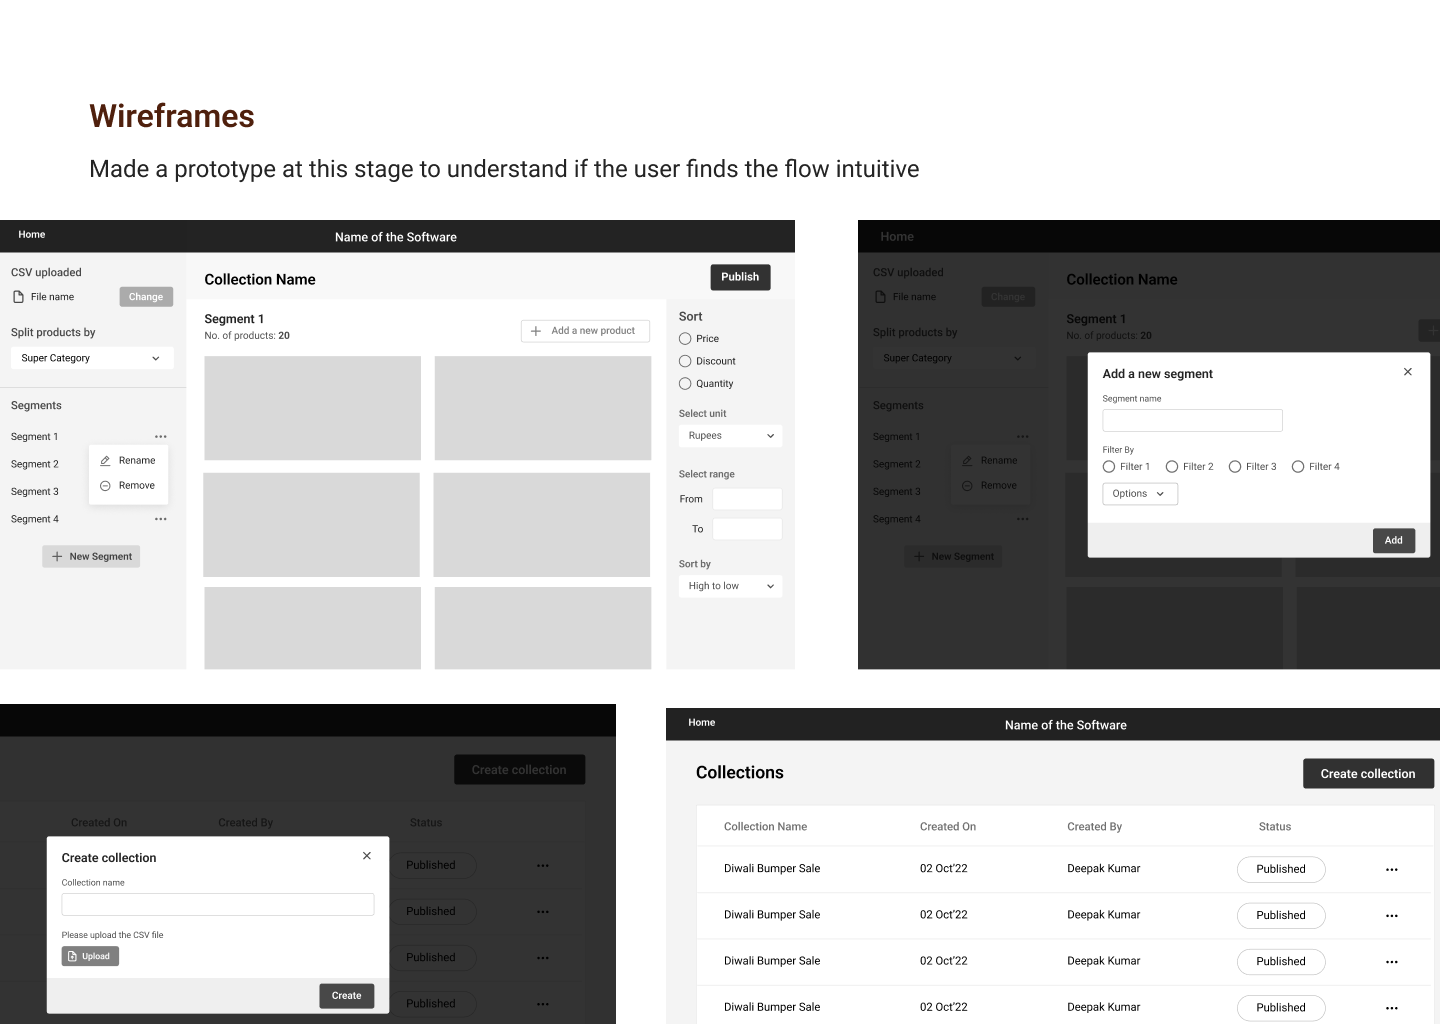 Wireframes
Made a prototype at this stage to understand if the user finds the flow intuitive
Home
Name of the Software
CSV uploaded
File name
Change
Split products by
Super Category
Segments
Segment 1
Segment 2
Segment 3
Segment 4
Rename
Remove
New Segment
Collection Name
Publish
Segment 1
No. of products: 20
Add a new product
Sort
Price
Discount
Quantity
Select unit
Rupees
Select range
From
To
Sort by
High to low
Home
CSV uploaded
File name
Change
Split products by
Super Category
Segments
Segment 1
Segment 2
Segment 3
Segment 4
Rename
Remove
New Segment
Collection Name
Segment 1
No. of products: 20
Add a new segment
Segment name
Filter By
Filter 1 Filter 2 Filter 3 Filter 4
Options
Add
Create collection
Created On Created By Status
Published
Published
Published
Published
Create collection
Collection name
Please upload the CSV file
Upload
Create
Home
Name of the Software
Collections
Create collection
Collection Name Created On Created By Status
Diwali Bumper Sale 02 Oct'22 Deepak Kumar Published
Diwali Bumper Sale 02 Oct'22 Deepak Kumar Published
Diwali Bumper Sale 02 Oct'22 Deepak Kumar Published
Diwali Bumper Sale 02 Oct'22 Deepak Kumar Published